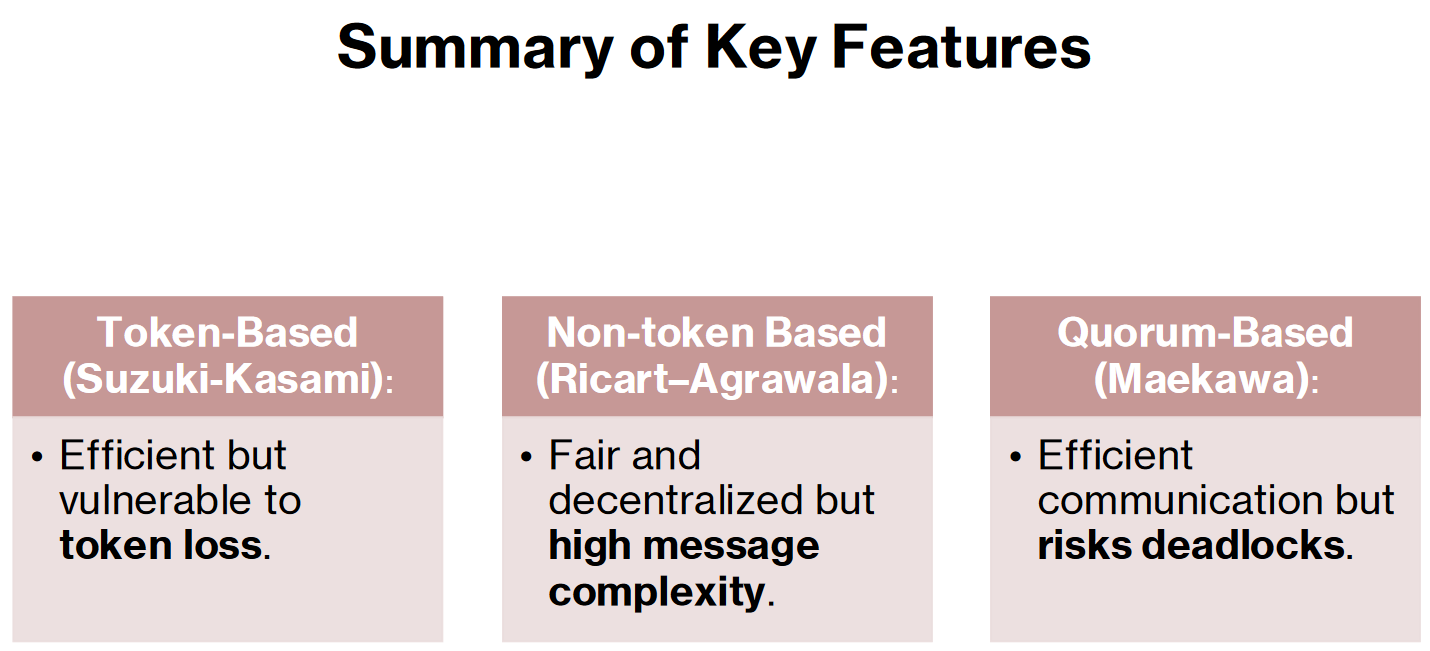 Summary of Key Features
Token-Based
(Suzuki-Kasami):
• Efficient but
vulnerable to
token loss.
Non-token Based
(Ricart–Agrawala):
• Fair and
decentralized but
high message
complexity.
Quorum-Based
(Maekawa):
• Efficient
communication but
risks deadlocks.